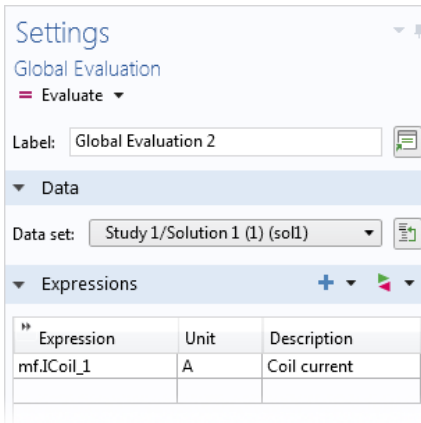 Settings
Global Evaluation
= Evaluate
Label: Global Evaluation 2
Data
Data set: Study 1/Solution 1 (1) (sol1)
Expressions
Expression Unit Description
mf.ICoil_1 A Coil current